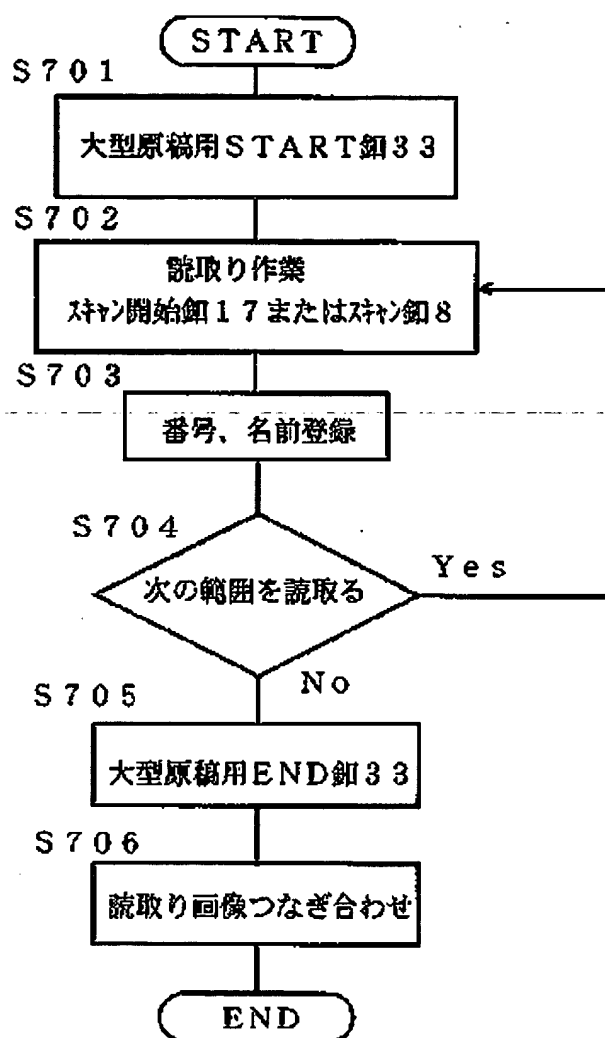 START
S701
大型原稿用START釦33
S702
読取り作業
ｽｷｬﾝ開始釦17またはｽｷｬﾝ釦8
S703
番号、名前登録
S704
次の範囲を読取る
Yes
No
S705
大型原稿用END釦33
S706
読取り画像つなぎ合わせ
END